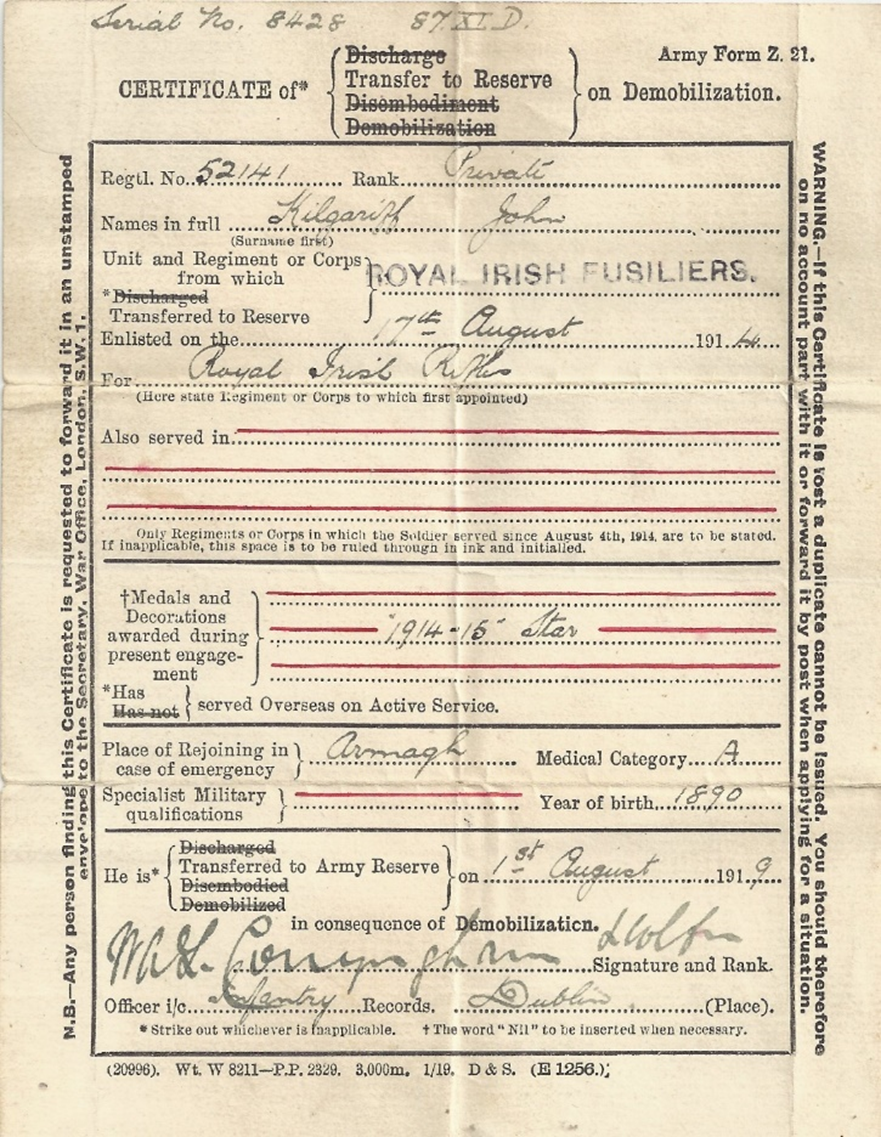 Serial No. 8428 87.XI.D.
Army Form Z. 21.
CERTIFICATE of*
Discharge
Transfer to Reserve
Disembodiment
Demobilization
on Demobilization.
Regtl. No. 52141 Rank Private
Names in full Kilgariff John
(Surname first)
Unit and Regiment or Corps
from which
*Discharged
Transferred to Reserve
ROYAL IRISH FUSILIERS.
Enlisted on the 17th August 1914
For Royal Irish Rifles
(Here state Regiment or Corps to which first appointed)
Also served in
Only Regiments or Corps in which the Soldier served since August 4th, 1914, are to be stated.
If inapplicable, this space is to be ruled through in ink and initialled.
†Medals and
Decorations
awarded during
present engage-
ment
1914-15 Star
*Has
Has not
served Overseas on Active Service.
Place of Rejoining in
case of emergency
Armagh
Medical Category A
Specialist Military
qualifications
Year of birth 1890
He is*
Discharged
Transferred to Army Reserve
Disembodied
Demobilized
on 1st August 1919
in consequence of Demobilization.
Signature and Rank.
Officer i/c Infantry Records. Dublin (Place).
* Strike out whichever is inapplicable. † The word "Nil" to be inserted when necessary.
(20996). Wt. W 8211—P.P. 2329. 3,000m. 1/19. D & S. (E 1256.)
N.B.—Any person finding this Certificate is requested to forward it in an unstamped
envelope to the Secretary, War Office, London, S.W. 1.
WARNING.—If this Certificate is lost a duplicate cannot be issued. You should therefore
on no account part with it or forward it by post when applying for a situation.